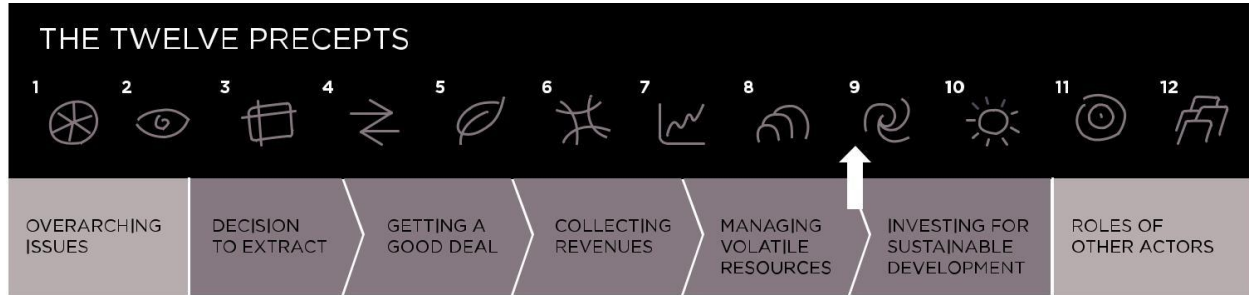 THE TWELVE PRECEPTS
1 2 3 4 5 6 7 8 9 10 11 12
OVERARCHING
ISSUES
DECISION
TO EXTRACT
GETTING A
GOOD DEAL
COLLECTING
REVENUES
MANAGING
VOLATILE
RESOURCES
INVESTING FOR
SUSTAINABLE
DEVELOPMENT
ROLES OF
OTHER ACTORS